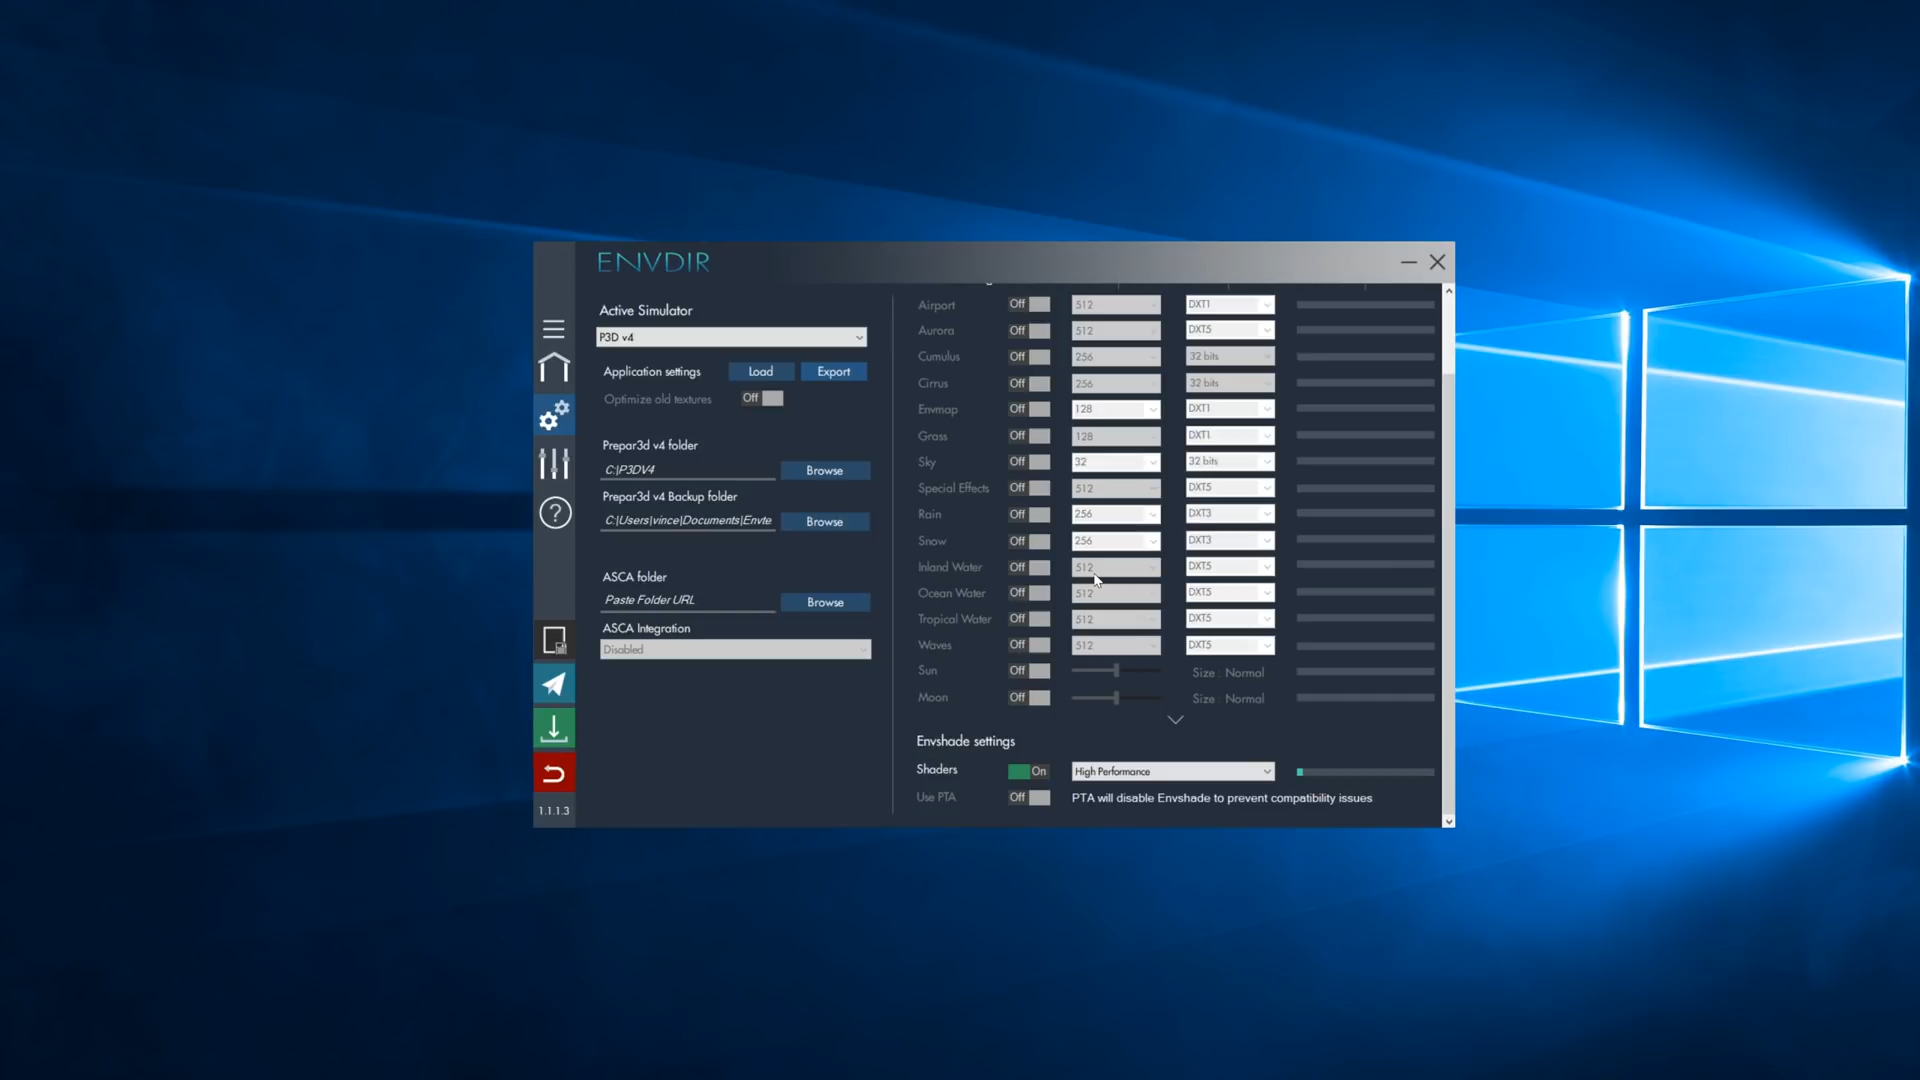 ENVDIR
Active Simulator
P3D v4
Application settings Load Export
Optimize old textures Off
Prepar3d v4 folder
C:|P3DV4 Browse
Prepar3d v4 Backup folder
C:|Users|vince|Documents|Envte Browse
ASCA folder
Paste Folder URL Browse
ASCA Integration
Disabled
1.1.1.3
Airport Off 512 DXT1
Aurora Off 512 DXT5
Cumulus Off 256 32 bits
Cirrus Off 256 32 bits
Envmap Off 128 DXT1
Grass Off 128 DXT1
Sky Off 32 32 bits
Special Effects Off 512 DXT5
Rain Off 256 DXT3
Snow Off 256 DXT3
Inland Water Off 512 DXT5
Ocean Water Off 512 DXT5
Tropical Water Off 512 DXT5
Waves Off 512 DXT5
Sun Off Size : Normal
Moon Off Size : Normal
Envshade settings
Shaders On High Performance
Use PTA Off PTA will disable Envshade to prevent compatibility issues